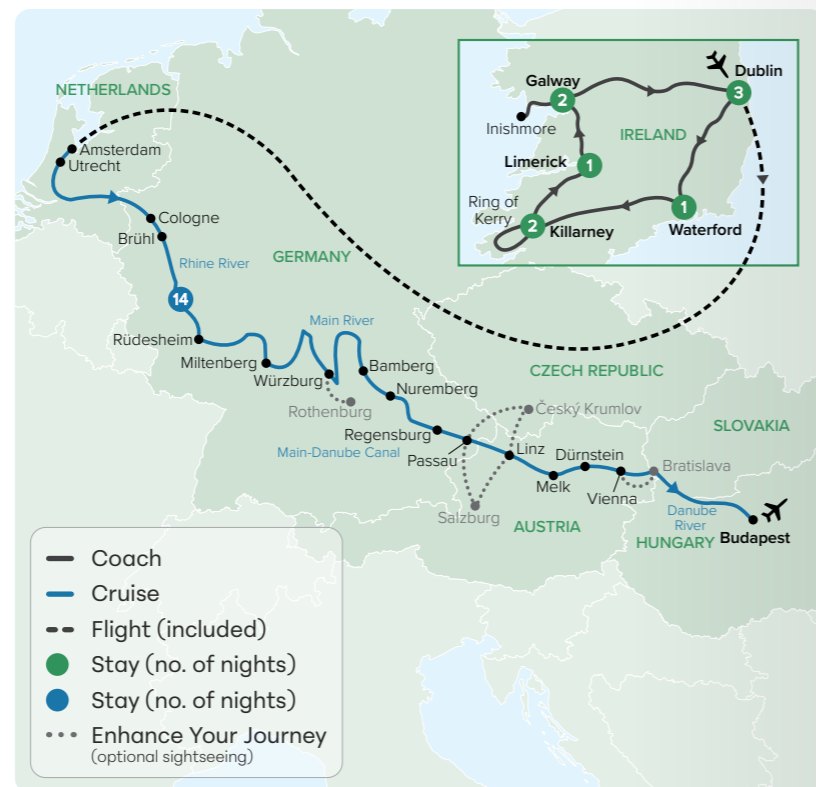 NETHERLANDS
Amsterdam
Utrecht
Cologne
Brühl
Rhine River
GERMANY
14
Rüdesheim
Main River
Miltenberg
Würzburg
Bamberg
Nuremberg
Rothenburg
Regensburg
Main-Danube Canal
Passau
CZECH REPUBLIC
Český Krumlov
SLOVAKIA
Linz
Dürnstein
Bratislava
Melk
Vienna
Salzburg
AUSTRIA
Danube
River
HUNGARY
Budapest
Galway
2
Dublin
3
Inishmore
IRELAND
Limerick
1
Ring of
Kerry
2
Killarney
1
Waterford
Coach
Cruise
Flight (included)
Stay (no. of nights)
Stay (no. of nights)
Enhance Your Journey
(optional sightseeing)